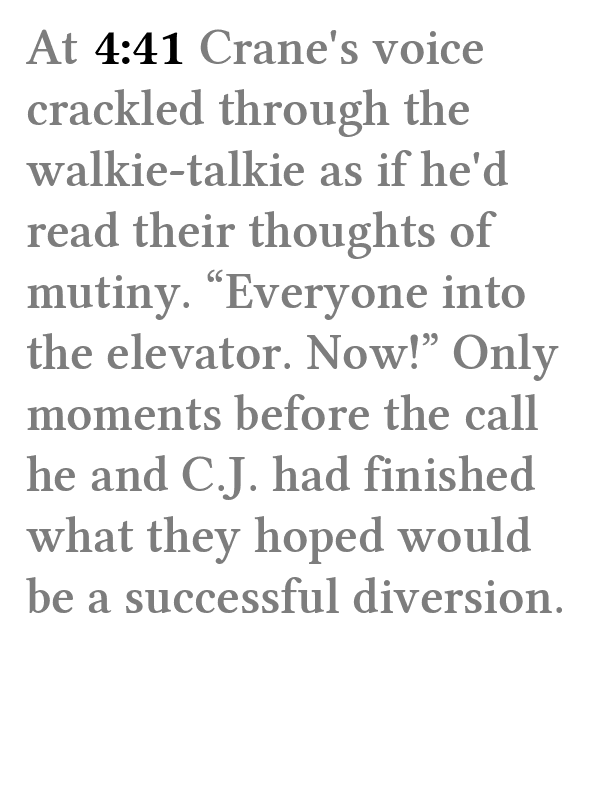 At 4:41 Crane's voice
crackled through the
walkie-talkie as if he'd
read their thoughts of
mutiny. “Everyone into
the elevator. Now!” Only
moments before the call
he and C.J. had finished
what they hoped would
be a successful diversion.